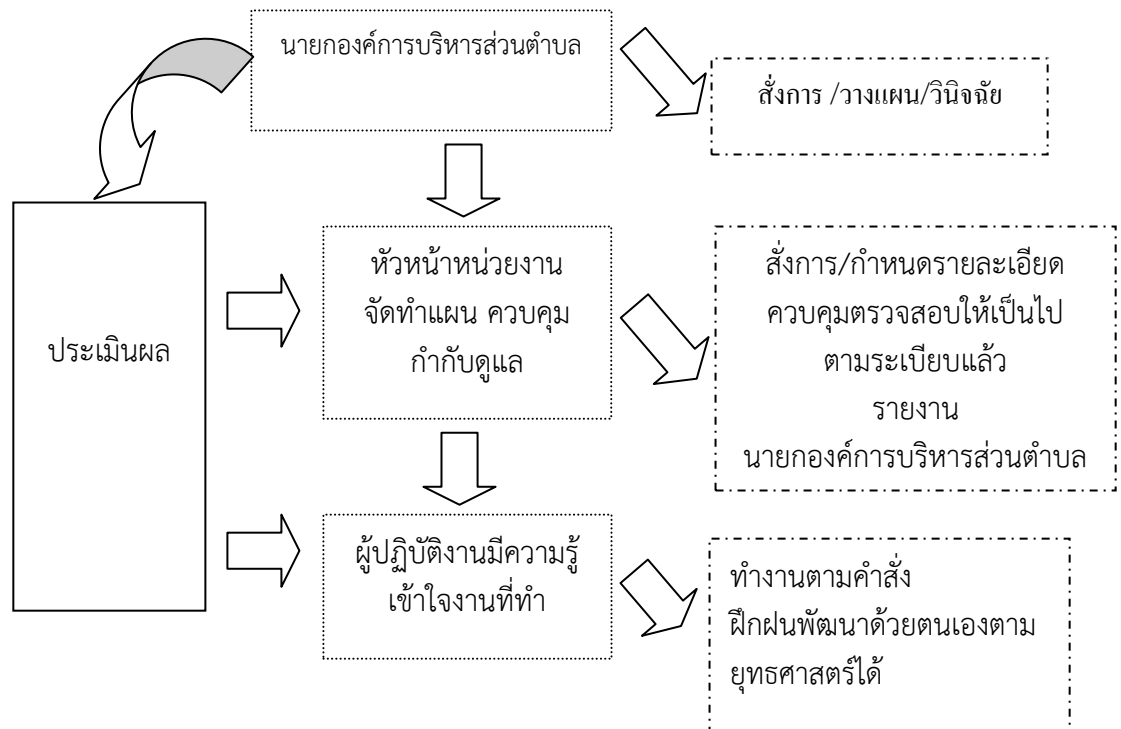 นายกองค์การบริหารส่วนตำบล
สั่งการ /วางแผน/วินิจฉัย
ประเมินผล
หัวหน้าหน่วยงาน
จัดทำแผน ควบคุม
กำกับดูแล
สั่งการ/กำหนดรายละเอียด
ควบคุมตรวจสอบให้เป็นไป
ตามระเบียบแล้ว
รายงาน
นายกองค์การบริหารส่วนตำบล
ผู้ปฏิบัติงานมีความรู้
เข้าใจงานที่ทำ
ทำงานตามคำสั่ง
ฝึกฝนพัฒนาด้วยตนเองตาม
ยุทธศาสตร์ได้